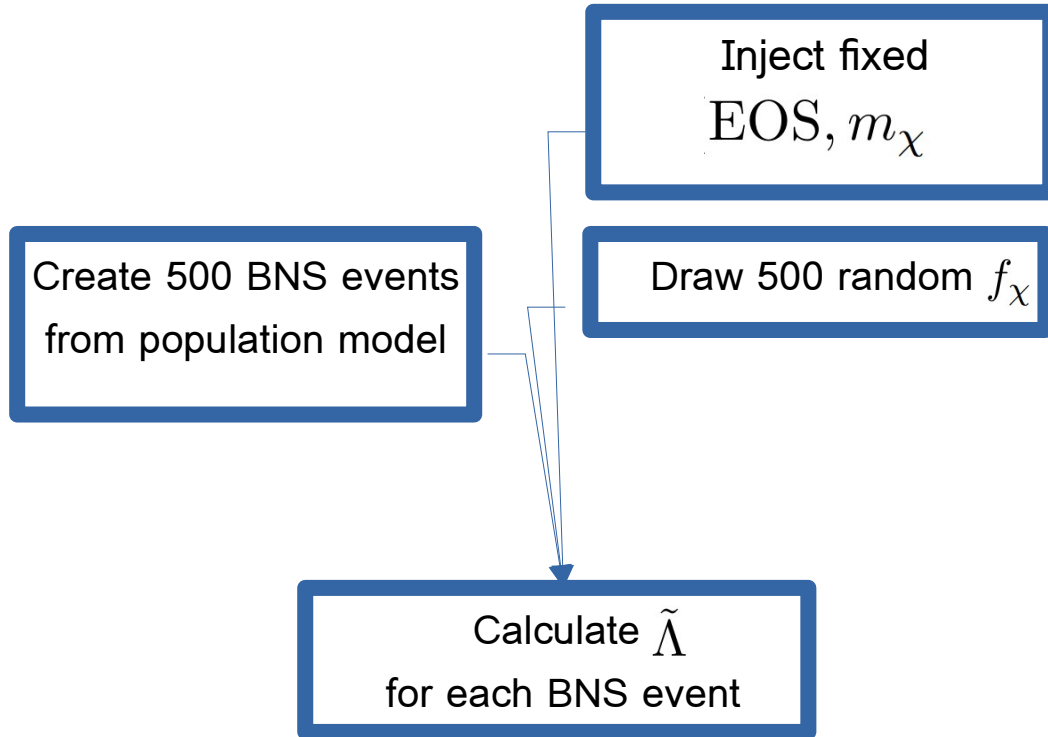 Inject fixed
EOS, m_χ
Create 500 BNS events
from population model
Draw 500 random f_χ
Calculate Λ̃
for each BNS event